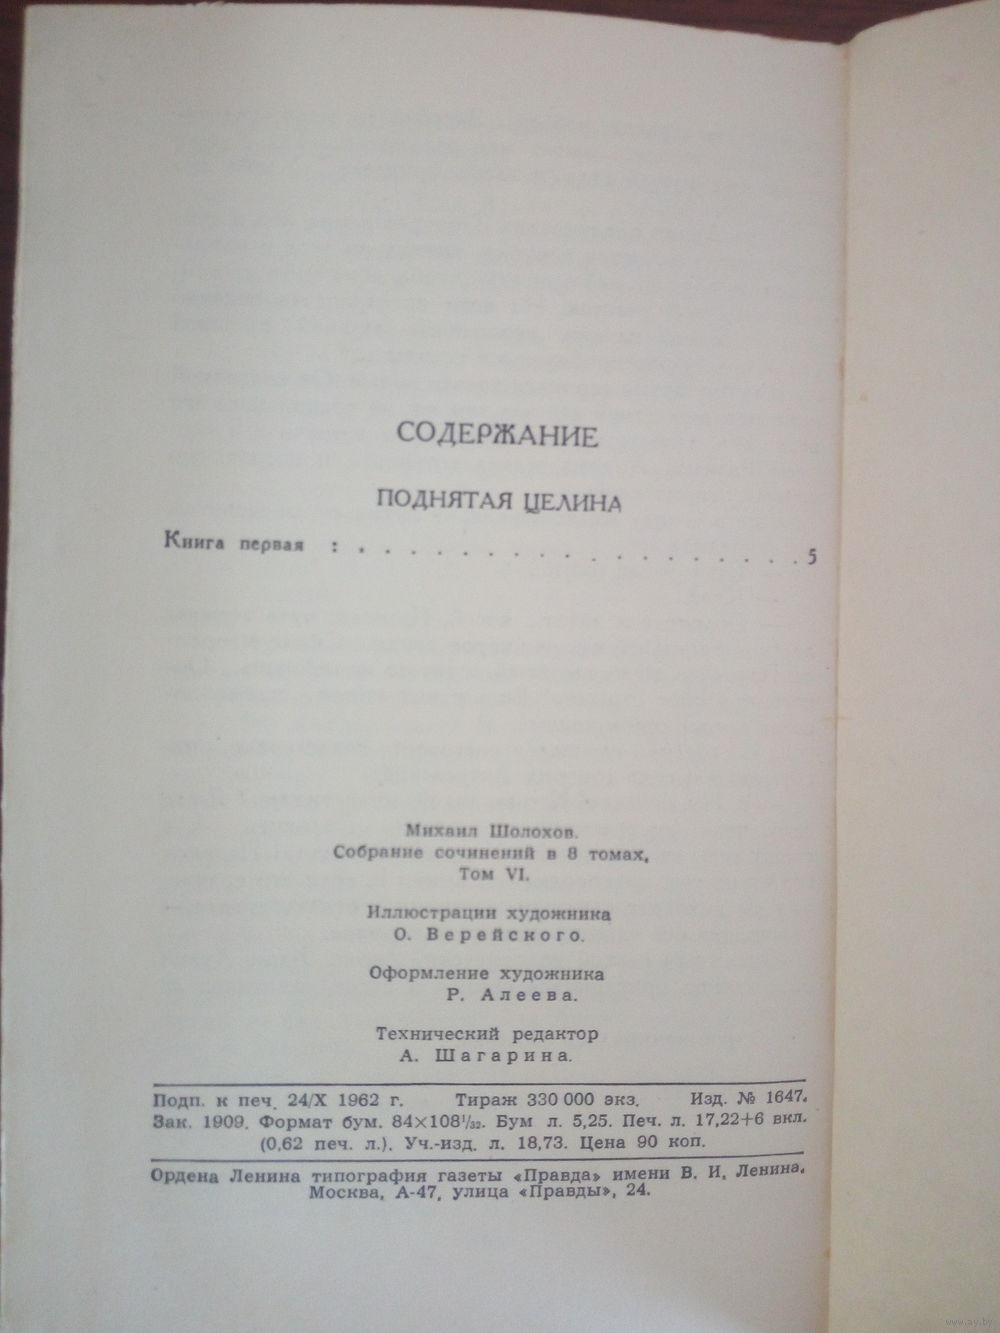 СОДЕРЖАНИЕ
ПОДНЯТАЯ ЦЕЛИНА
Книга первая : . . . . . . . . . . . . . . . . . . 5
Михаил Шолохов.
Собрание сочинений в 8 томах,
Том VI.
Иллюстрации художника
О. Верейского.
Оформление художника
Р. Алеева.
Технический редактор
А. Шагарина.
Подп. к печ. 24/X 1962 г. Тираж 330 000 экз. Изд. № 1647.
Зак. 1909. Формат бум. 84×108¹/₃₂. Бум л. 5,25. Печ. л. 17,22+6 вкл.
(0,62 печ. л.). Уч.-изд. л. 18,73. Цена 90 коп.
Ордена Ленина типография газеты «Правда» имени В. И. Ленина.
Москва, А-47, улица «Правды», 24.
www.ay.by